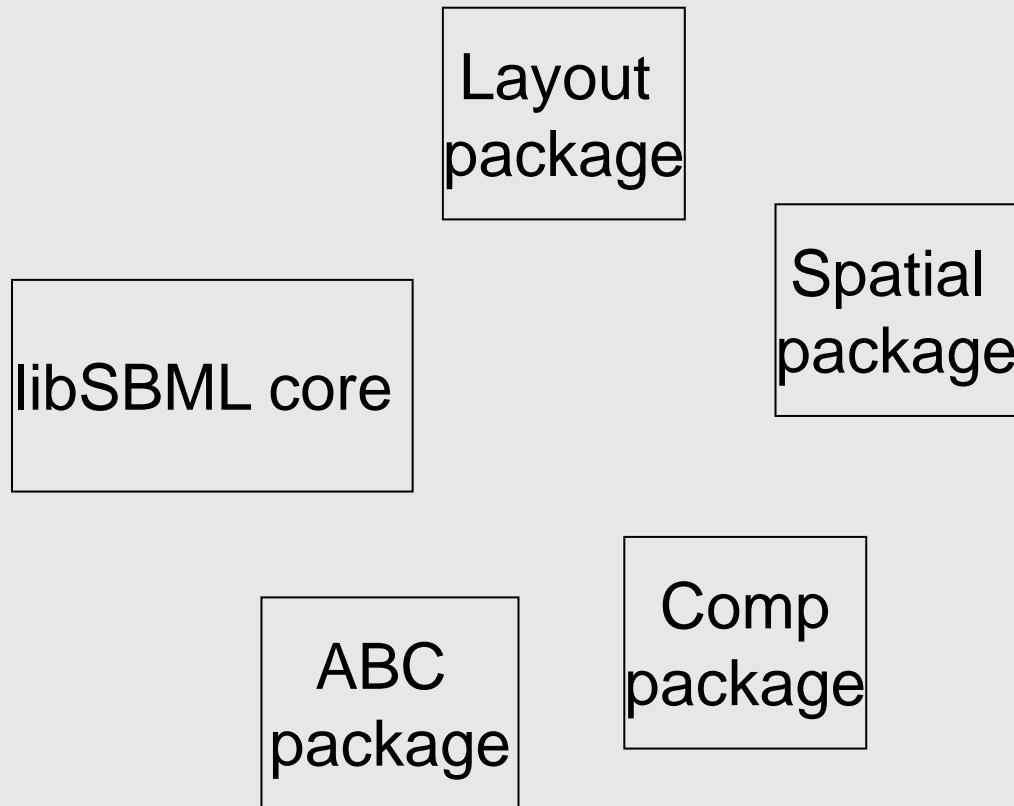 Layout
package
Spatial
package
libSBML core
Comp
package
ABC
package